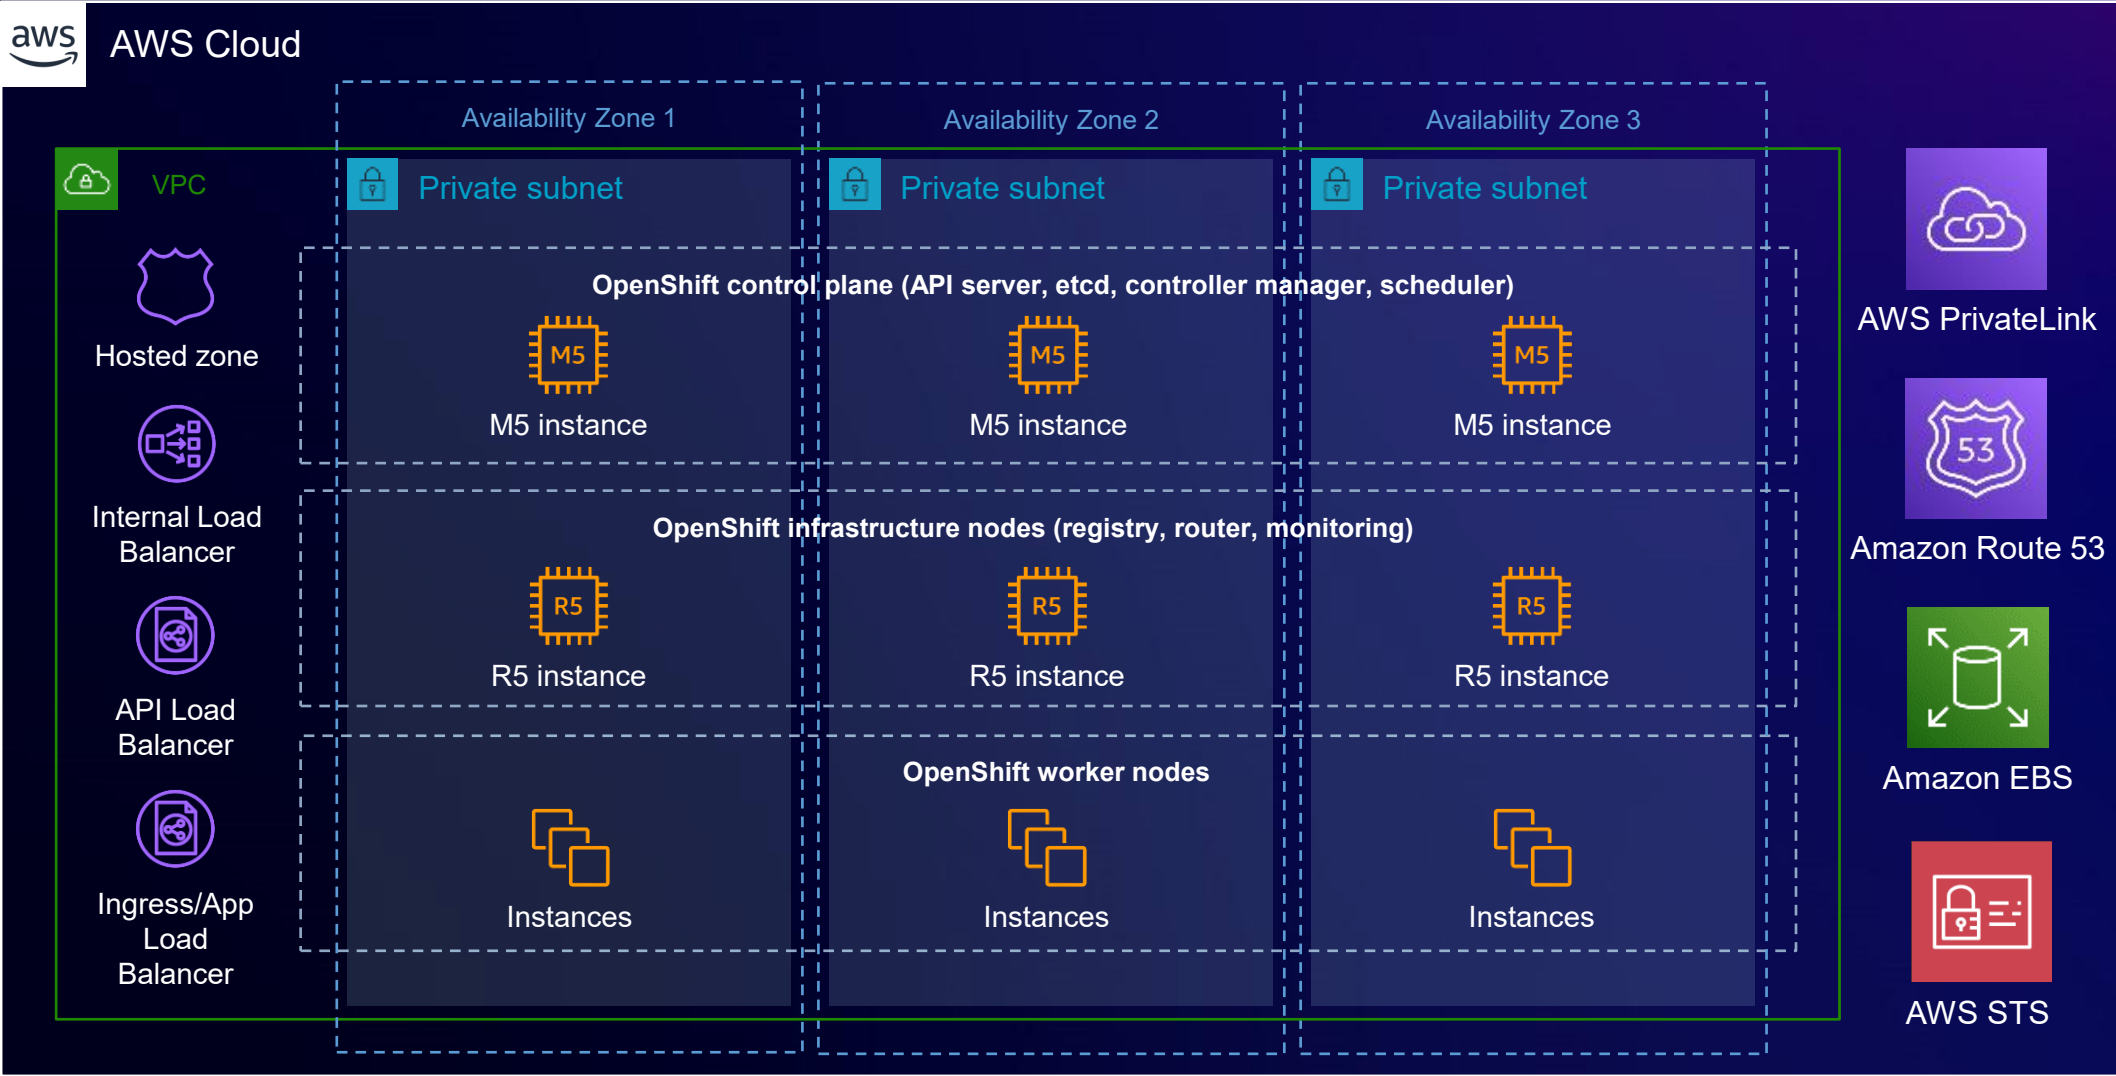 aws
AWS Cloud
Availability Zone 1
Availability Zone 2
Availability Zone 3
VPC
Private subnet
Private subnet
Private subnet
Hosted zone
Internal Load
Balancer
API Load
Balancer
Ingress/App
Load
Balancer
OpenShift control plane (API server, etcd, controller manager, scheduler)
M5
M5
M5
M5 instance
M5 instance
M5 instance
OpenShift infrastructure nodes (registry, router, monitoring)
R5
R5
R5
R5 instance
R5 instance
R5 instance
OpenShift worker nodes
Instances
Instances
Instances
AWS PrivateLink
53
Amazon Route 53
Amazon EBS
AWS STS